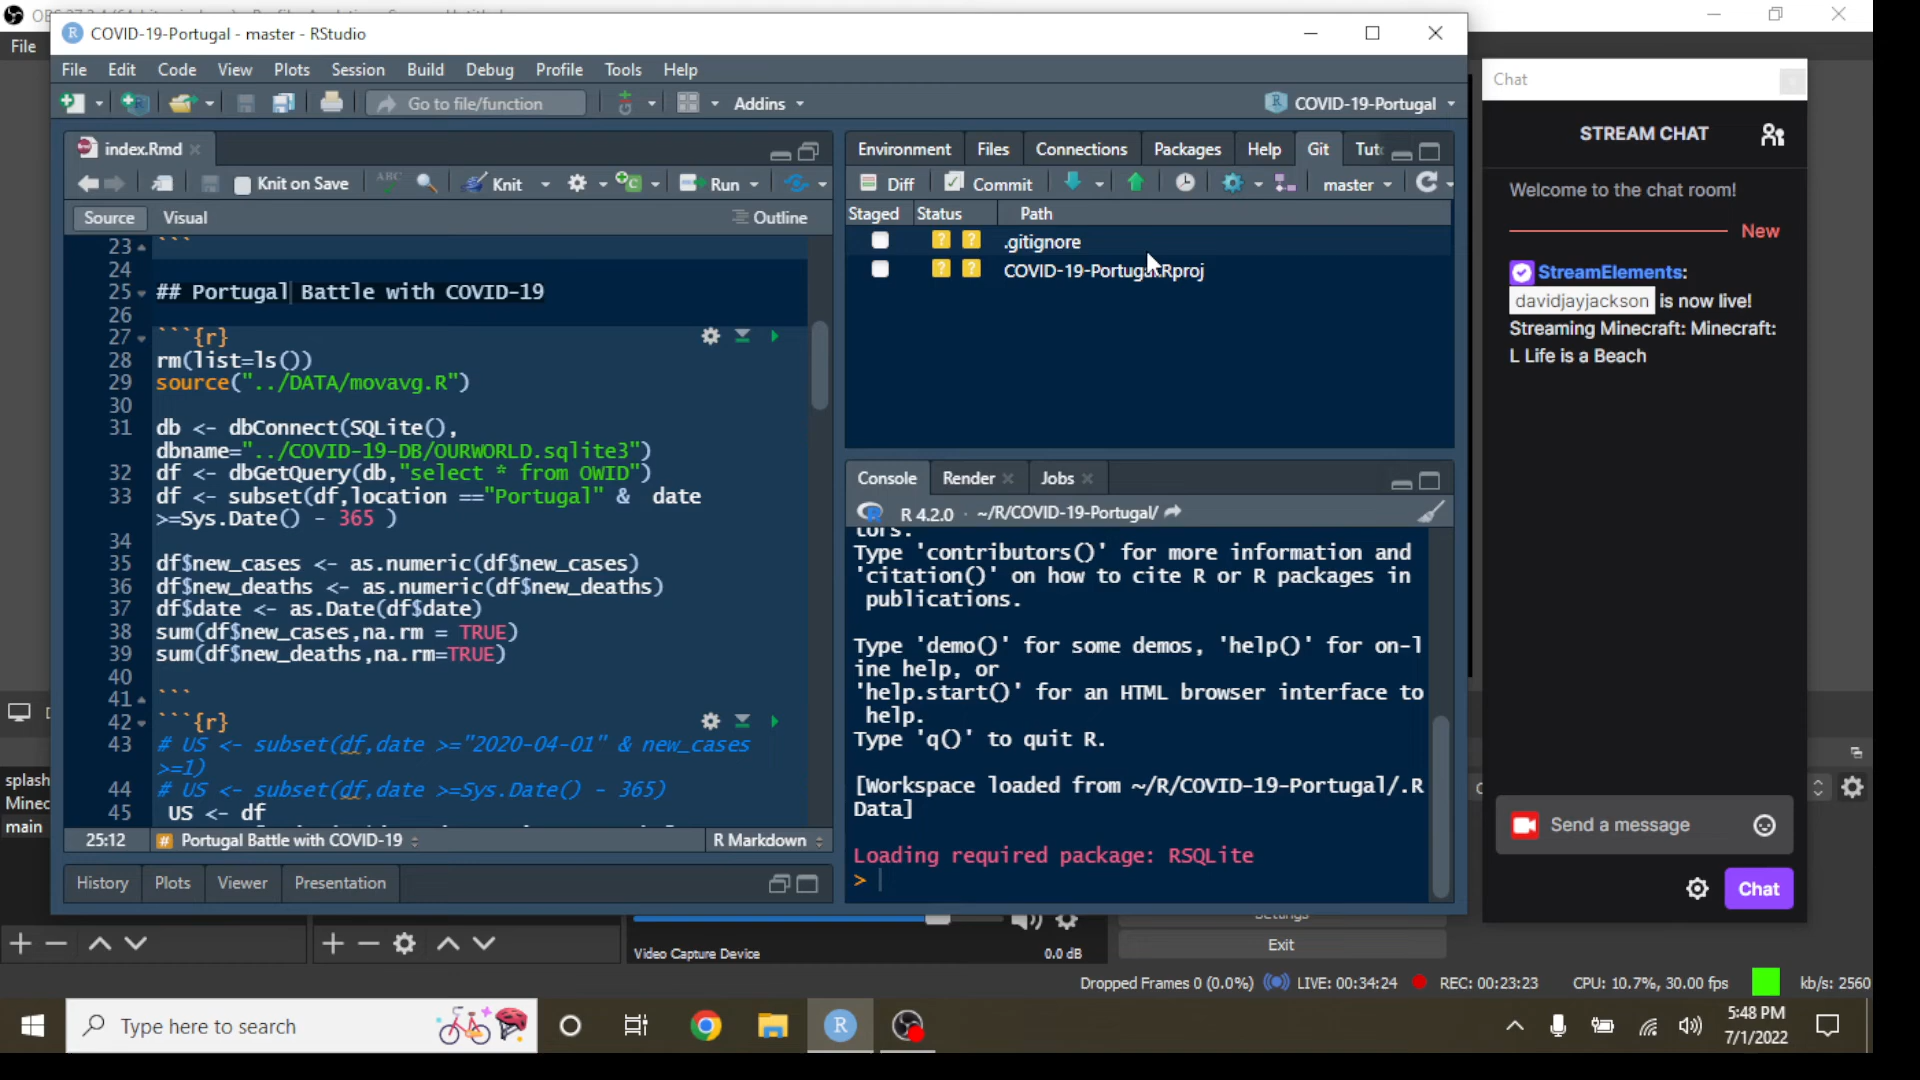 File
COVID-19-Portugal - master - RStudio
File Edit Code View Plots Session Build Debug Profile Tools Help
Go to file/function
Addins
COVID-19-Portugal
index.Rmd
Knit on Save
ABC
Knit
Run
Source Visual
Outline
23 ```
24
25 ## Portugal Battle with COVID-19
26
27 ```{r}
28 rm(list=ls())
29 source("../DATA/movavg.R")
30
31 db <- dbConnect(SQLite(),
dbname="../COVID-19-DB/OURWORLD.sqlite3")
32 df <- dbGetQuery(db,"select * from OWID")
33 df <- subset(df,location =="Portugal" & date
>=Sys.Date() - 365 )
34
35 df$new_cases <- as.numeric(df$new_cases)
36 df$new_deaths <- as.numeric(df$new_deaths)
37 df$date <- as.Date(df$date)
38 sum(df$new_cases,na.rm = TRUE)
39 sum(df$new_deaths,na.rm=TRUE)
40
41 ```
42 ```{r}
43 # US <- subset(df,date >="2020-04-01" & new_cases
>=1)
44 # US <- subset(df,date >=Sys.Date() - 365)
45 US <- df
25:12 # Portugal Battle with COVID-19
R Markdown
History Plots Viewer Presentation
Environment Files Connections Packages Help Git
Diff Commit master
Staged Status Path
? ? .gitignore
? ? COVID-19-Portugal.Rproj
Console Render Jobs
R 4.2.0 · ~/R/COVID-19-Portugal/
tors.
Type 'contributors()' for more information and
'citation()' on how to cite R or R packages in
publications.
Type 'demo()' for some demos, 'help()' for on-l
ine help, or
'help.start()' for an HTML browser interface to
help.
Type 'q()' to quit R.
[Workspace loaded from ~/R/COVID-19-Portugal/.R
Data]
Loading required package: RSQLite
>
Chat
STREAM CHAT
Welcome to the chat room!
New
StreamElements:
davidjayjackson is now live!
Streaming Minecraft: Minecraft:
L Life is a Beach
Send a message
Chat
splash
main
Video Capture Device
0.0 dB
Settings
Exit
Dropped Frames 0 (0.0%) LIVE: 00:34:24 REC: 00:23:23 CPU: 10.7%, 30.00 fps kb/s: 2560
Type here to search
5:48 PM
7/1/2022